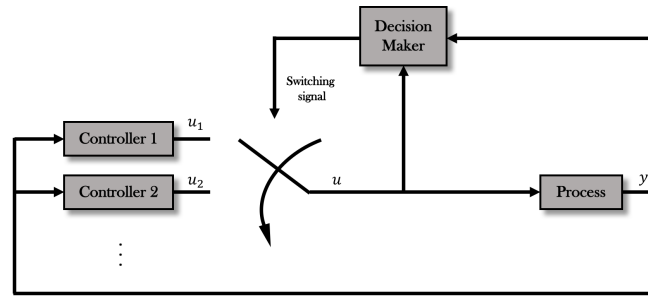 Decision
Maker
Switching
signal
Controller 1
u₁
Controller 2
u₂
u
Process
y
⋮